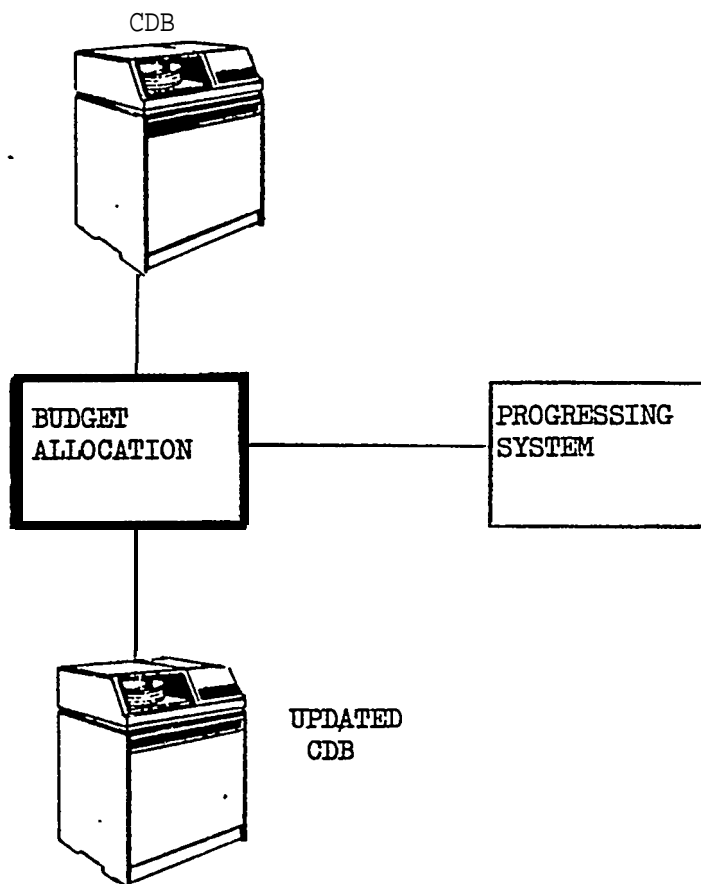 CDB
BUDGET
ALLOCATION
PROGRESSING
SYSTEM
UPDATED
CDB